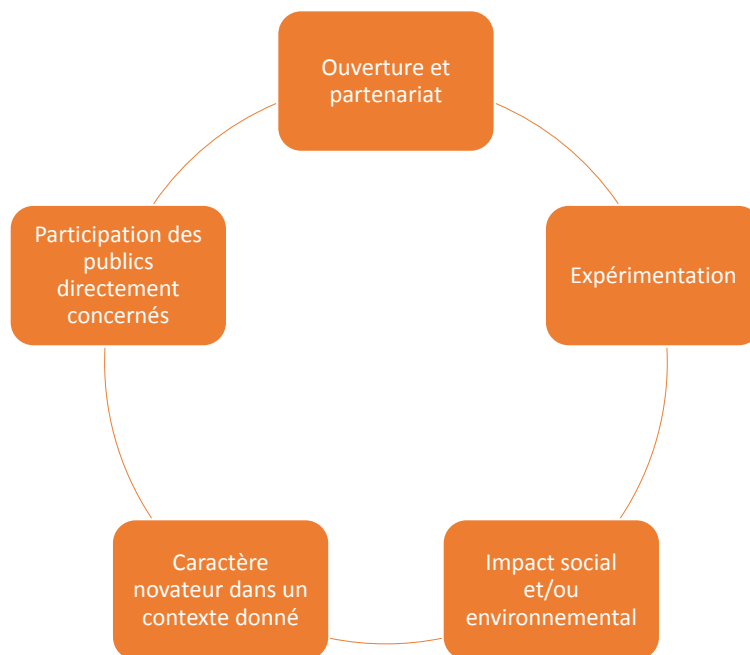 Ouverture et
partenariat
Expérimentation
Impact social
et/ou
environnemental
Caractère
novateur dans un
contexte donné
Participation des
publics
directement
concernés